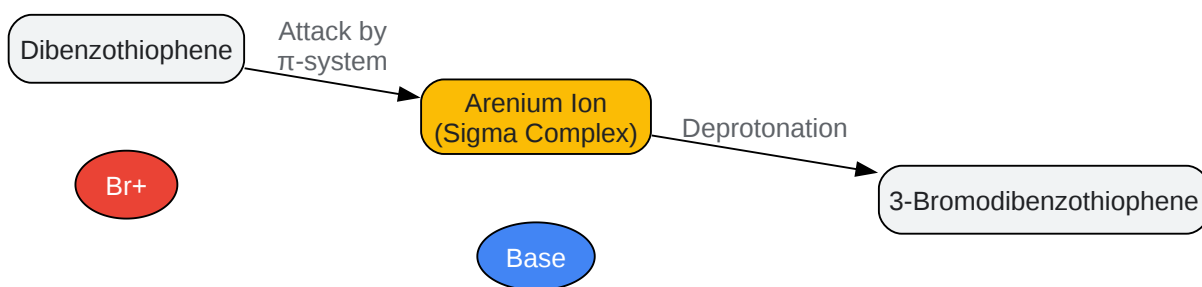 Dibenzothiophene
Attack by
π-system
Arenium Ion
(Sigma Complex)
Deprotonation
Br+
3-Bromodibenzothiophene
Base